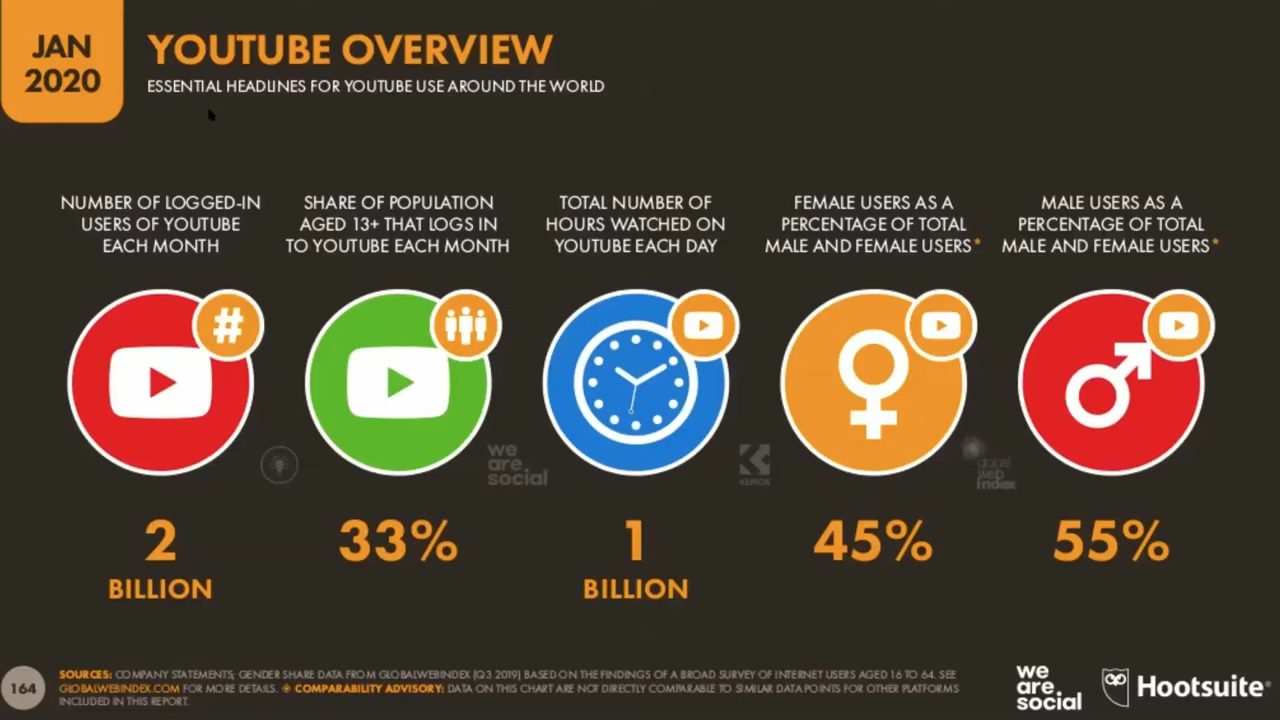 JAN
2020
YOUTUBE OVERVIEW
ESSENTIAL HEADLINES FOR YOUTUBE USE AROUND THE WORLD
NUMBER OF LOGGED-IN
USERS OF YOUTUBE
EACH MONTH
SHARE OF POPULATION
AGED 13+ THAT LOGS IN
TO YOUTUBE EACH MONTH
TOTAL NUMBER OF
HOURS WATCHED ON
YOUTUBE EACH DAY
FEMALE USERS AS A
PERCENTAGE OF TOTAL
MALE AND FEMALE USERS*
MALE USERS AS A
PERCENTAGE OF TOTAL
MALE AND FEMALE USERS*
#
we
are
social
KEPIOS
global
web
index
2
BILLION
33%
1
BILLION
45%
55%
164
SOURCES: COMPANY STATEMENTS; GENDER SHARE DATA FROM GLOBALWEBINDEX (Q3 2019) BASED ON THE FINDINGS OF A BROAD SURVEY OF INTERNET USERS AGED 16 TO 64. SEE
GLOBALWEBINDEX.COM FOR MORE DETAILS. ❖ COMPARABILITY ADVISORY: DATA ON THIS CHART ARE NOT DIRECTLY COMPARABLE TO SIMILAR DATA POINTS FOR OTHER PLATFORMS
INCLUDED IN THIS REPORT.
we
are
social
Hootsuite®